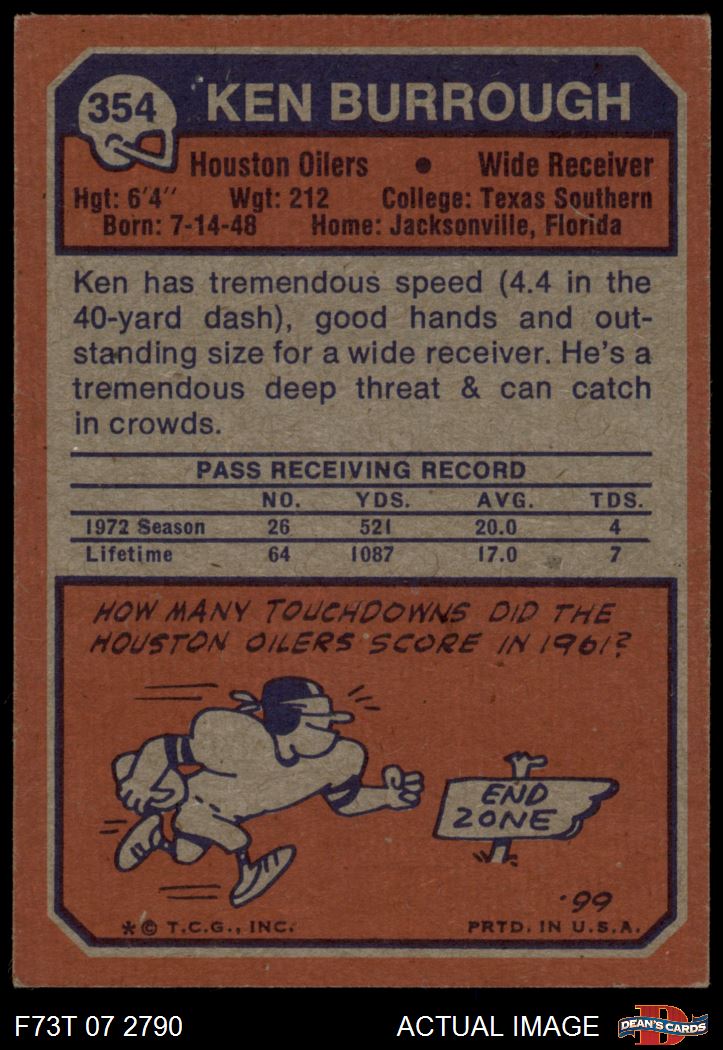 354
KEN BURROUGH
Houston Oilers • Wide Receiver
Hgt: 6'4" Wgt: 212 College: Texas Southern
Born: 7-14-48 Home: Jacksonville, Florida
Ken has tremendous speed (4.4 in the
40-yard dash), good hands and out-
standing size for a wide receiver. He's a
tremendous deep threat & can catch
in crowds.
PASS RECEIVING RECORD
NO. YDS. AVG. TDS.
1972 Season 26 521 20.0 4
Lifetime 64 1087 17.0 7
HOW MANY TOUCHDOWNS DID THE
HOUSTON OILERS SCORE IN 1961?
END
ZONE
·99
*© T.C.G., INC. PRTD. IN U.S.A.
F73T 07 2790 ACTUAL IMAGE
D
DEAN'S CARDS